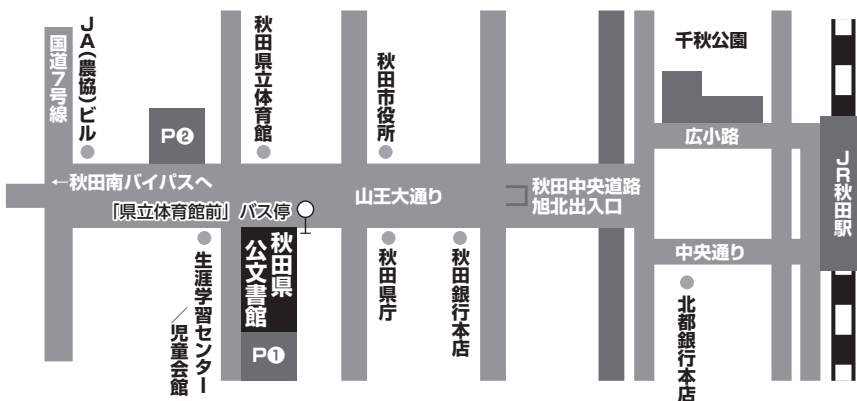 国道7号線
JA(農協)ビル
P❷
秋田県立体育館
秋田市役所
千秋公園
広小路
JR秋田駅
←秋田南バイパスへ
「県立体育館前」バス停
山王大通り
秋田中央道路
旭北出入口
中央通り
生涯学習センター
／児童会館
秋田県
公文書館
P❶
秋田県庁
秋田銀行本店
北都銀行本店